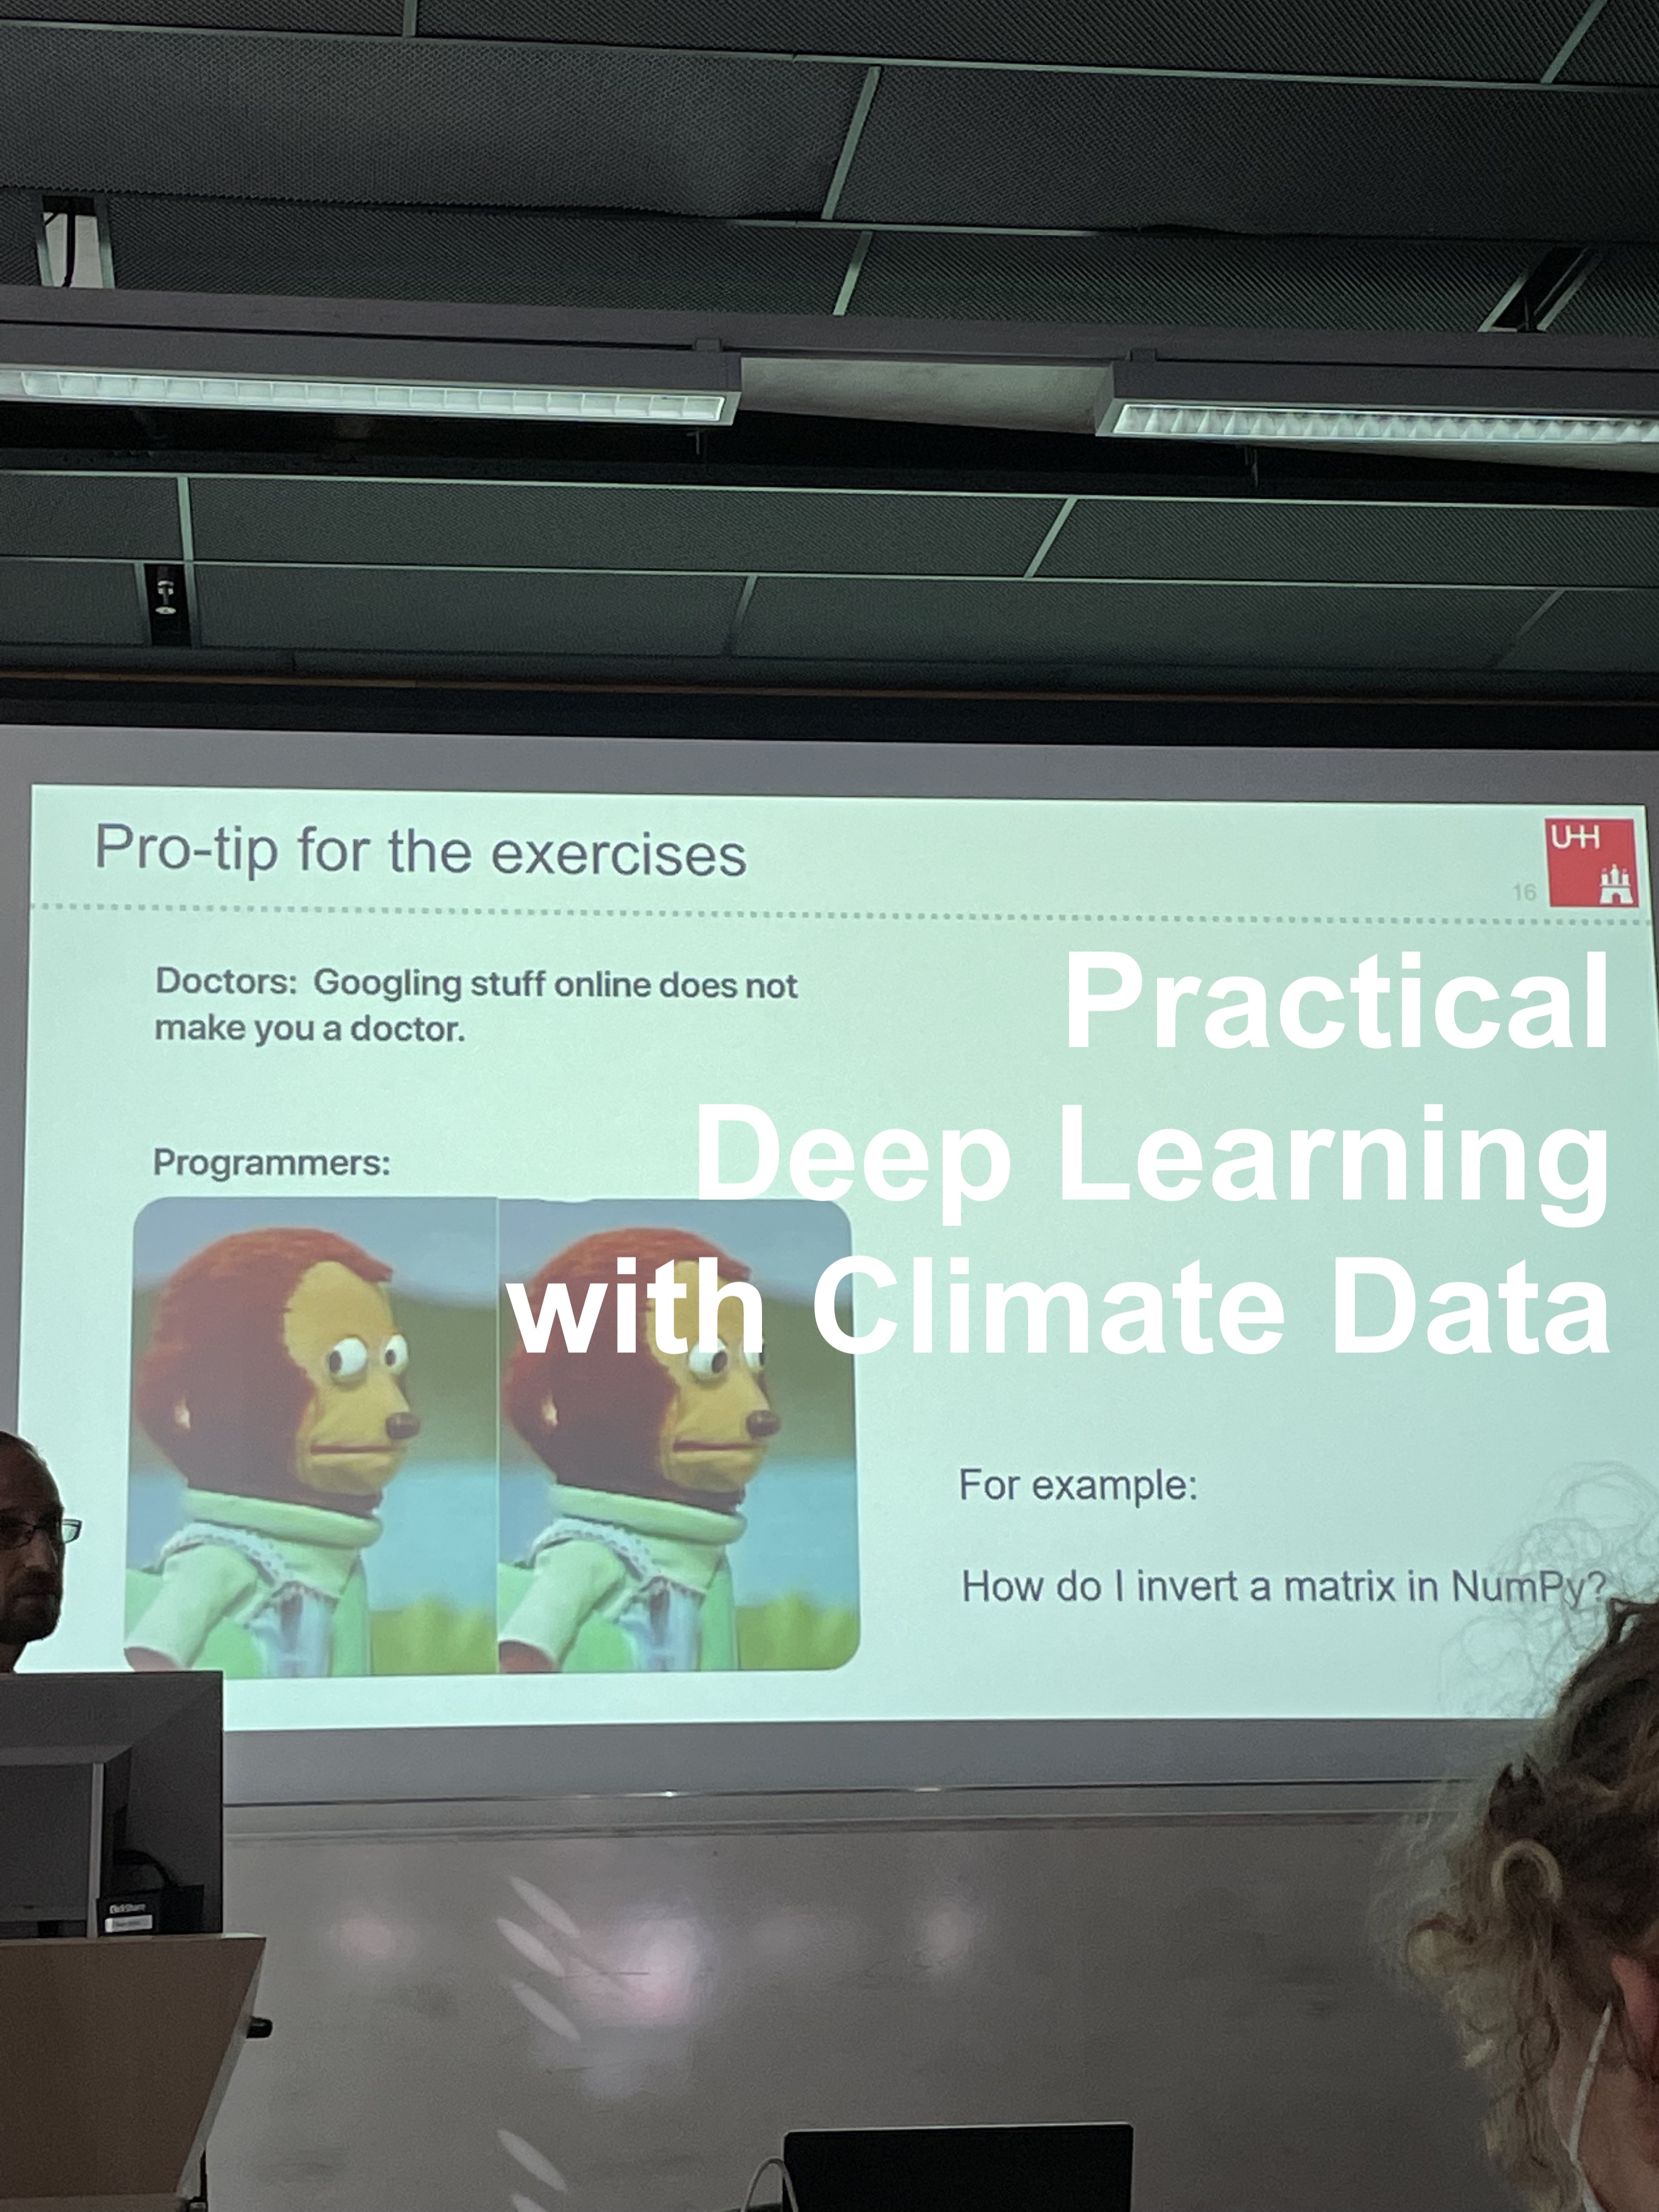 Pro-tip for the exercises
UHH
16
Doctors: Googling stuff online does not
make you a doctor.
Practical
Deep Learning
with Climate Data
Programmers:
For example:
How do I invert a matrix in NumPy?
ClickShare